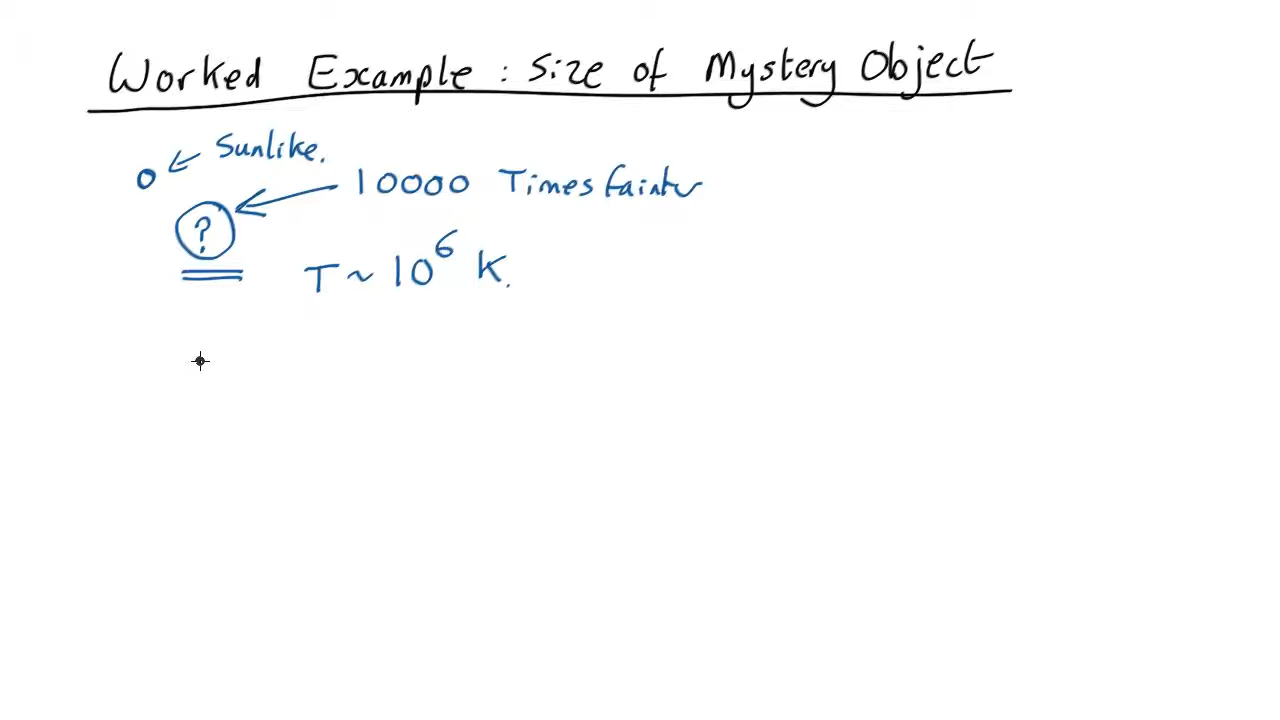 Worked Example : Size of Mystery Object
Sunlike.
10000 Times fainter
?
T ~ 10⁶ K.